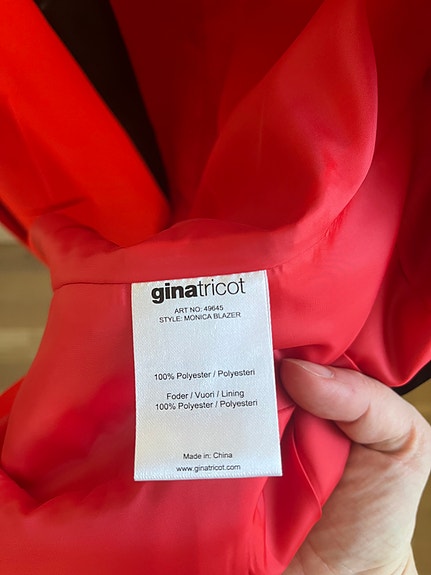 ginatricot
ART NO: 49645
STYLE: MONICA BLAZER
100% Polyester / Polyesteri
Foder / Vuori / Lining
100% Polyester / Polyesteri
Made in: China
www.ginatricot.com